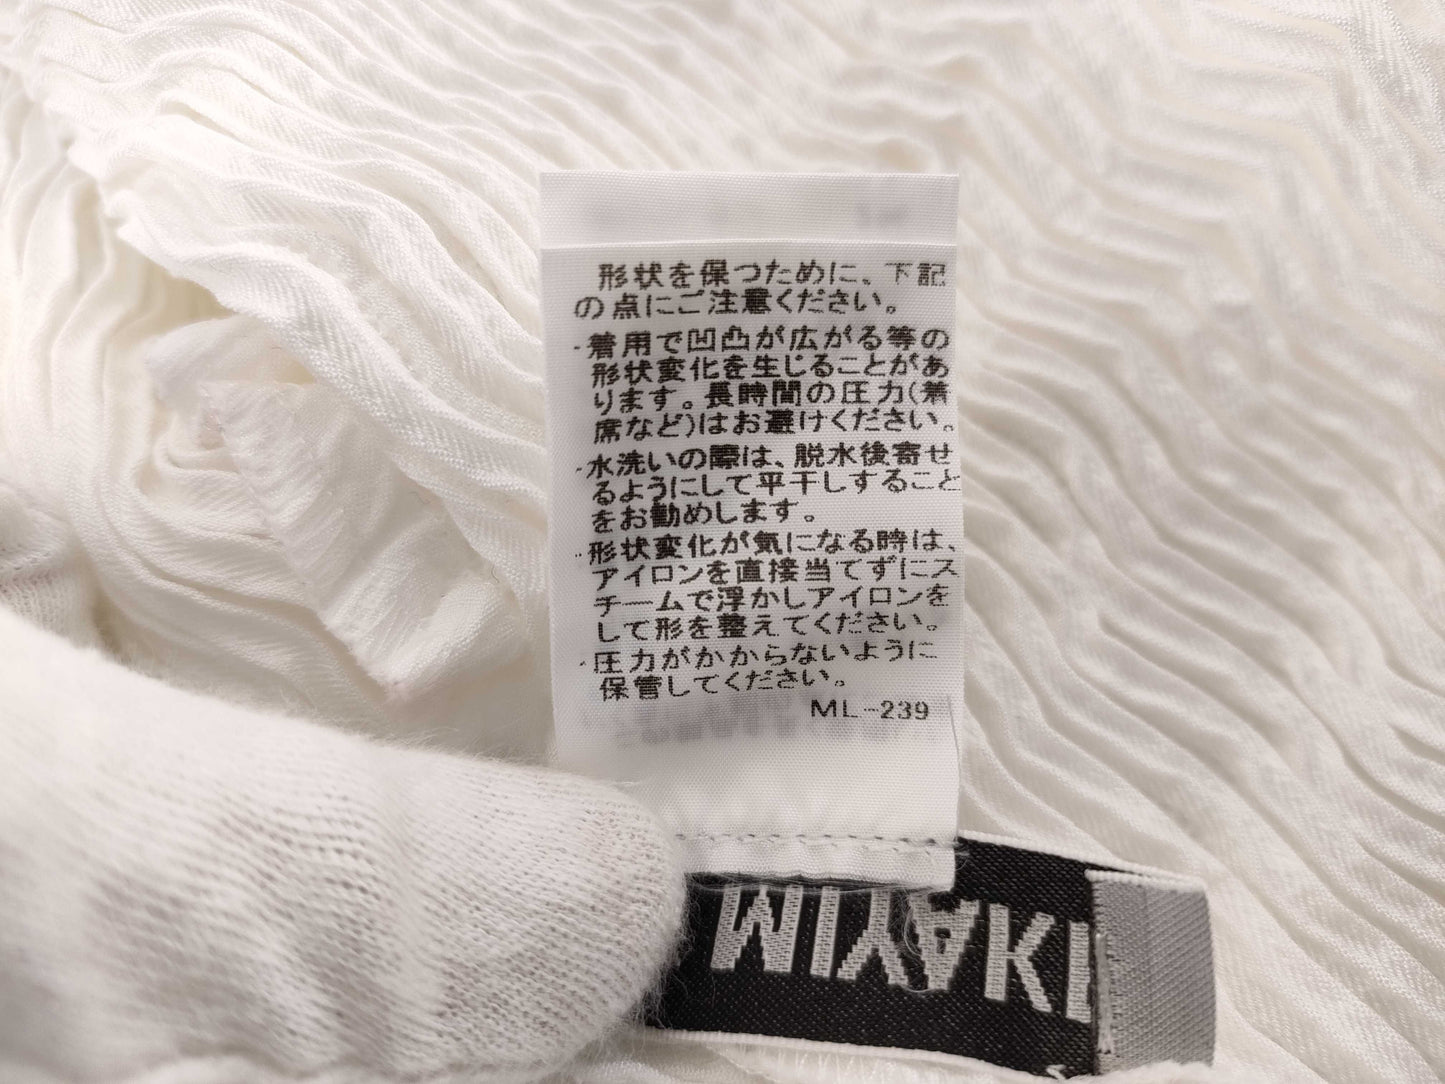 形状を保つために、下記
の点にご注意ください。
・着用で凹凸が広がる等の
形状変化を生じることがあ
ります。長時間の圧力(着
席など)はお避けください。
・水洗いの際は、脱水後寄せ
るようにして平干しすること
をお勧めします。
・形状変化が気になる時は、
アイロンを直接当てずにス
チームで浮かしアイロンを
して形を整えてください。
・圧力がかからないように
保管してください。
ML-239
MIYAKE